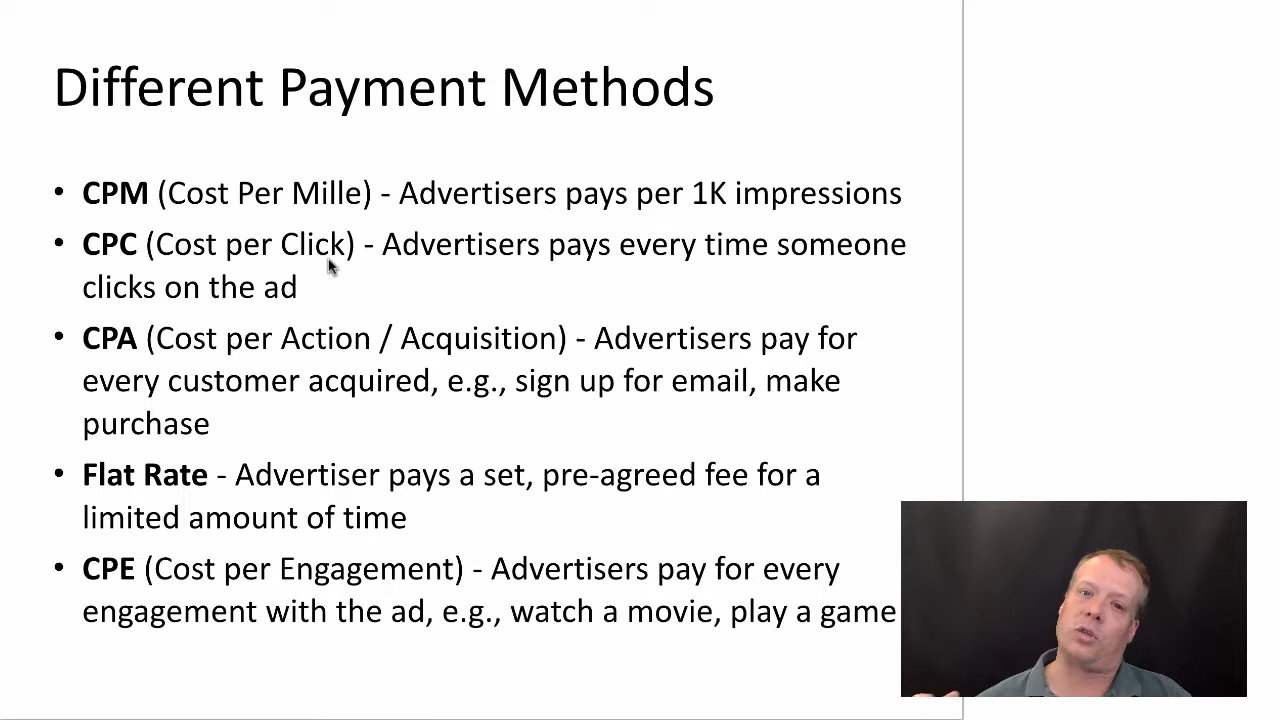 Different Payment Methods
• CPM (Cost Per Mille) - Advertisers pays per 1K impressions
• CPC (Cost per Click) - Advertisers pays every time someone
clicks on the ad
• CPA (Cost per Action / Acquisition) - Advertisers pay for
every customer acquired, e.g., sign up for email, make
purchase
• Flat Rate - Advertiser pays a set, pre-agreed fee for a
limited amount of time
• CPE (Cost per Engagement) - Advertisers pay for every
engagement with the ad, e.g., watch a movie, play a game